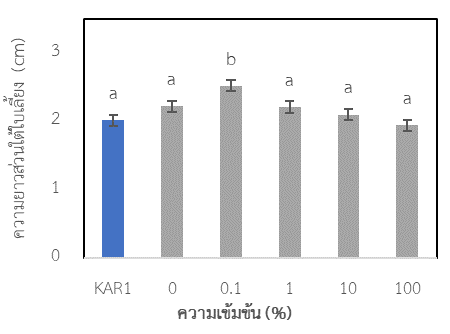 ความยาวส่วนใต้ใบเลี้ยง (cm)
3
2
1
0
a a b a a a
KAR1 0 0.1 1 10 100
ความเข้มข้น (%)